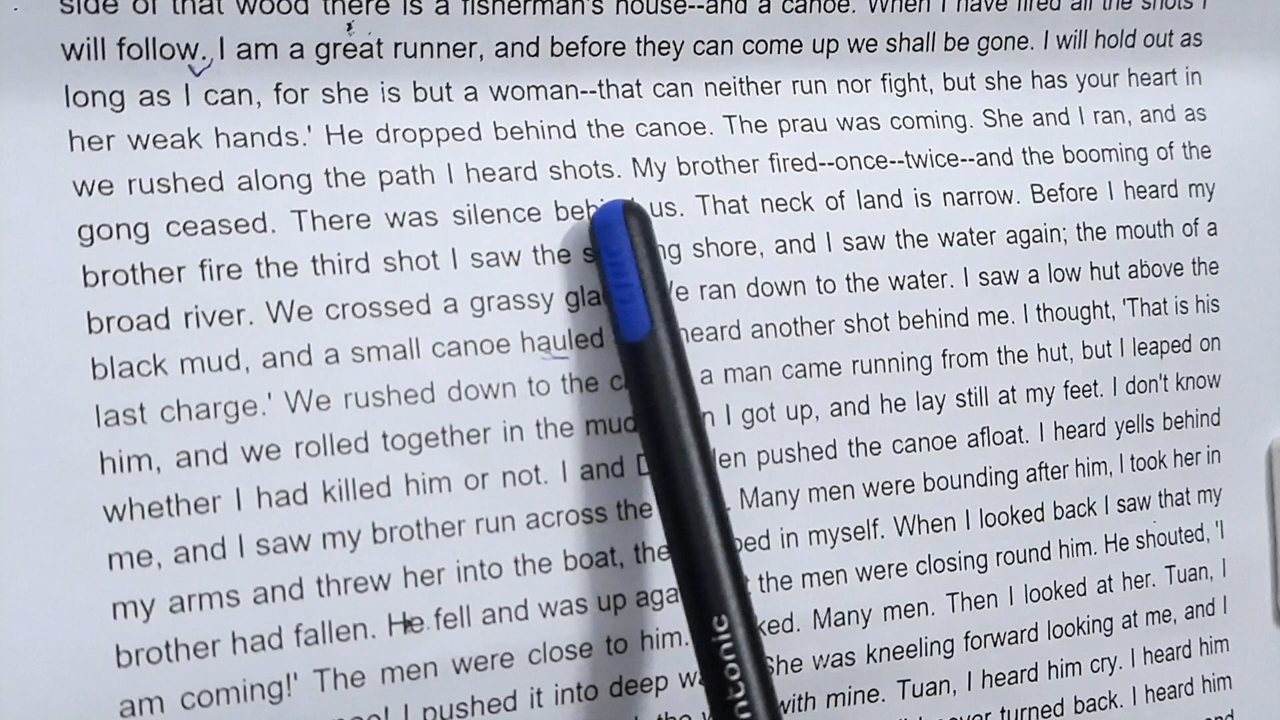 side of that wood there is a fisherman's house--and a canoe. When I have fired all the shots I
will follow. I am a great runner, and before they can come up we shall be gone. I will hold out as
long as I can, for she is but a woman--that can neither run nor fight, but she has your heart in
her weak hands.' He dropped behind the canoe. The prau was coming. She and I ran, and as
we rushed along the path I heard shots. My brother fired--once--twice--and the booming of the
gong ceased. There was silence us. That neck of land is narrow. Before I heard my
brother fire the third shot I saw the shore, and I saw the water again; the mouth of a
broad river. We crossed a grassy ran down to the water. I saw a low hut above the
black mud, and a small canoe hauled heard another shot behind me. I thought, 'That is his
last charge.' We rushed down to the a man came running from the hut, but I leaped on
him, and we rolled together in the mud I got up, and he lay still at my feet. I don't know
whether I had killed him or not. I and pushed the canoe afloat. I heard yells behind
me, and I saw my brother run across the Many men were bounding after him, I took her in
my arms and threw her into the boat, in myself. When I looked back I saw that my
brother had fallen. He fell and was up the men were closing round him. He shouted, 'I
am coming!' The men were close to him. Many men. Then I looked at her. Tuan, I
I pushed it into deep She was kneeling forward looking at me, and I
the with mine. Tuan, I heard him cry. I heard him
turned back. I heard him
and
ntonic